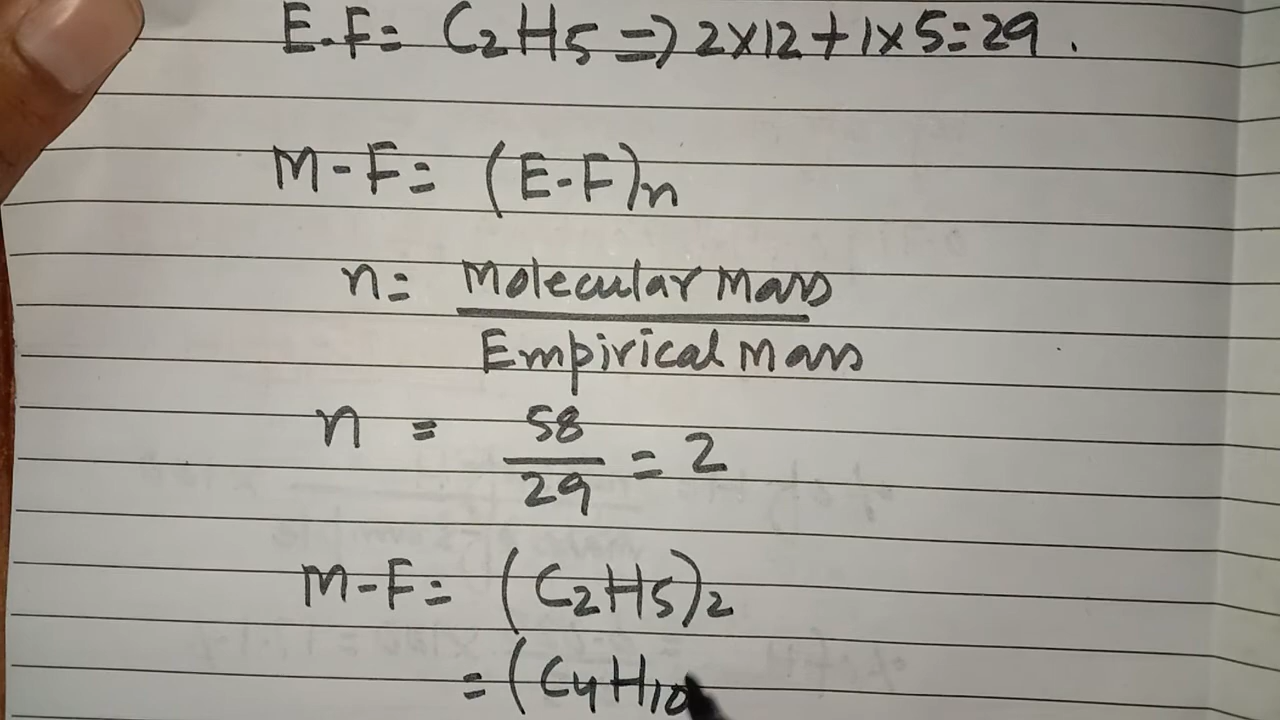 E.F= C2H5 => 2x12+1x5=29.
M-F= (E-F)n
n= Molecular Mass
Empirical Mass
n = 58
29 = 2
M-F= (C2H5)2
= (C4H10